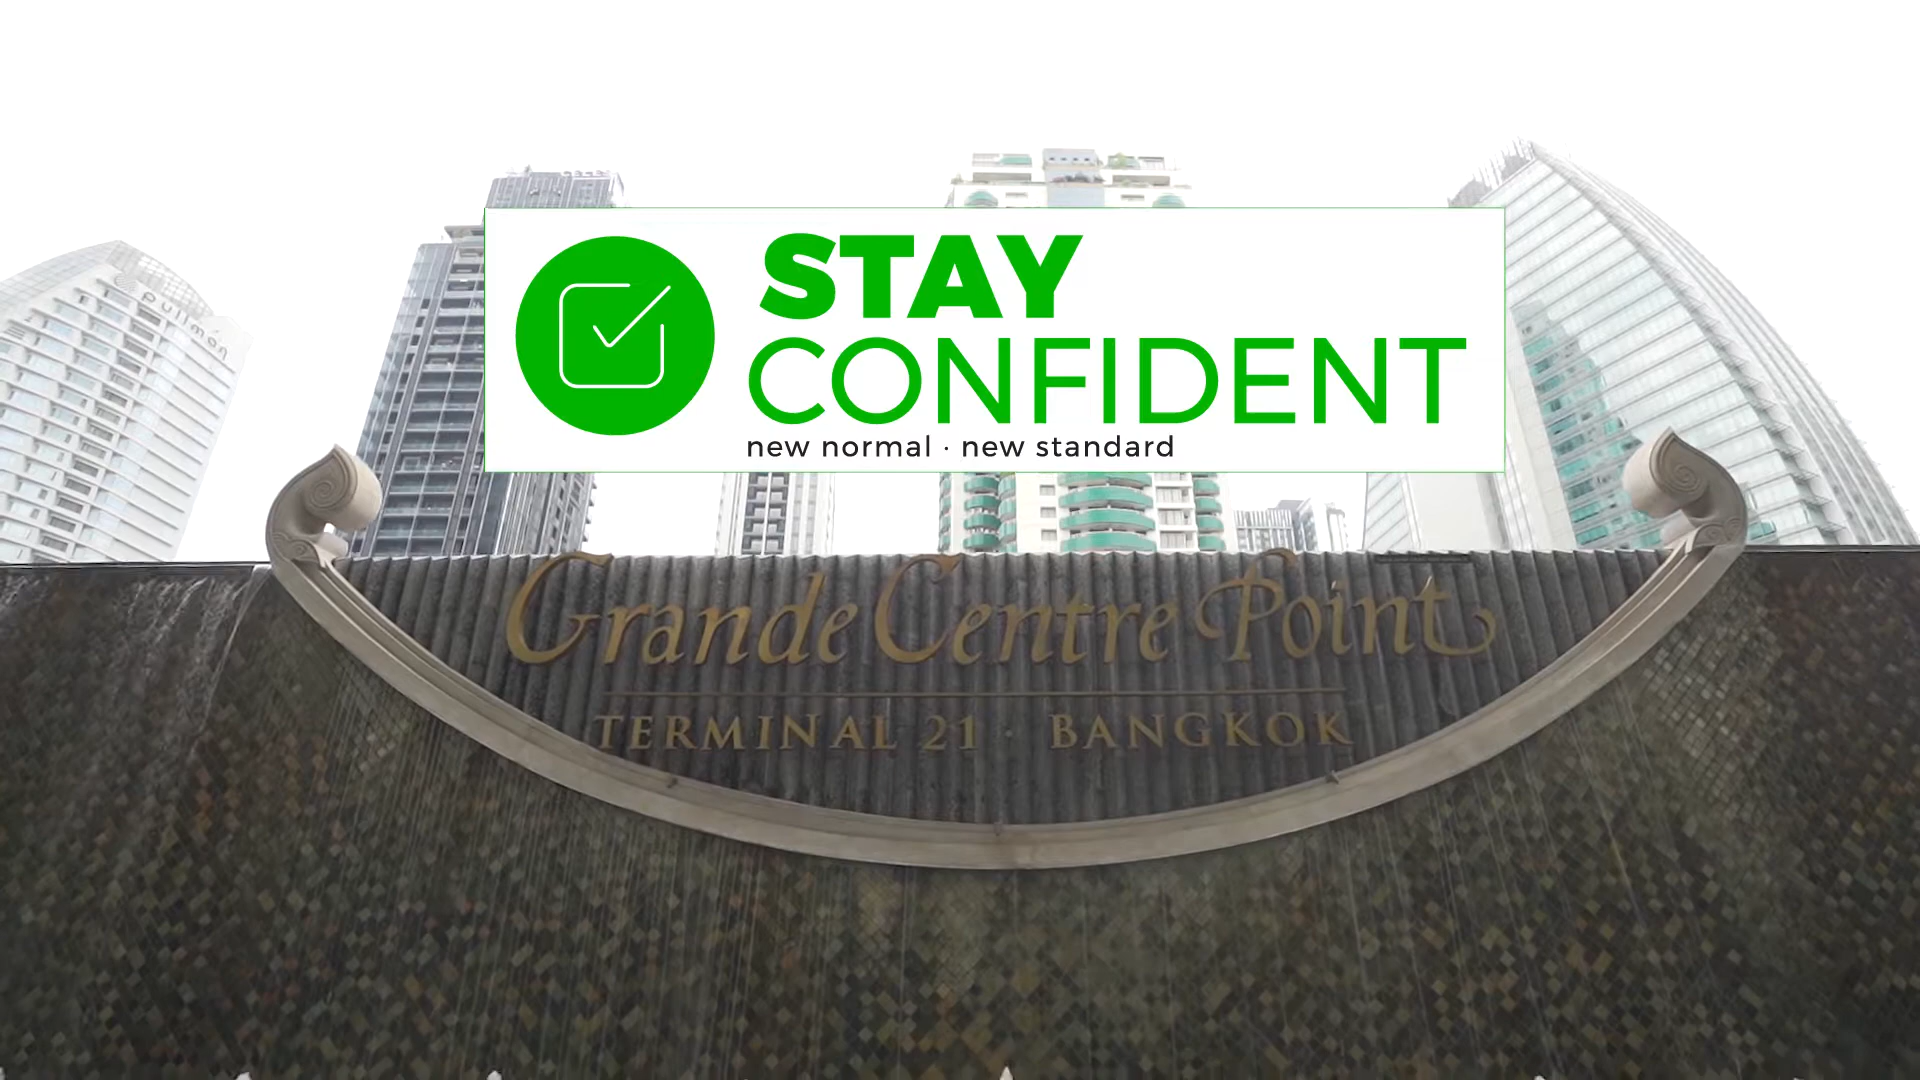 pullman
STAY
CONFIDENT
new normal · new standard
Grande Centre Point
TERMINAL 21 · BANGKOK